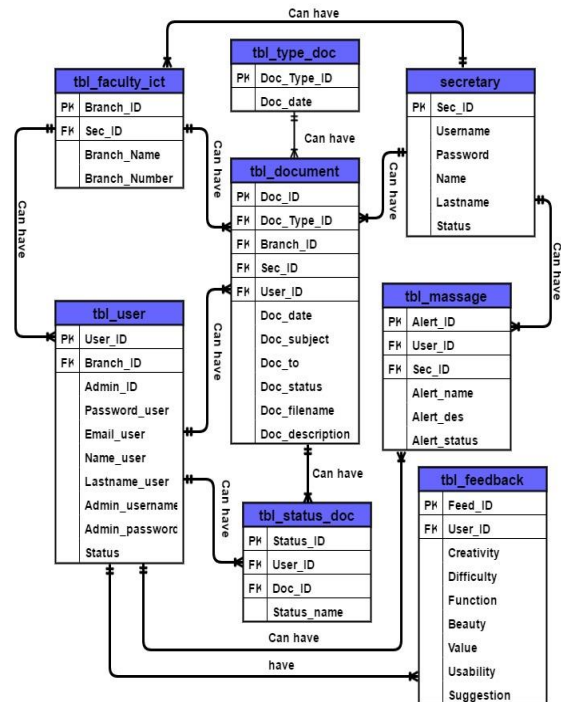 Can have
tbl_type_doc
PK Doc_Type_ID
Doc_date
Can have
tbl_faculty_ict
PK Branch_ID
FK Sec_ID
Branch_Name
Branch_Number
secretary
PK Sec_ID
Username
Password
Name
Lastname
Status
Can have
Can have
Can have
Can have
tbl_document
PK Doc_ID
FK Doc_Type_ID
FK Branch_ID
FK Sec_ID
FK User_ID
Doc_date
Doc_subject
Doc_to
Doc_status
Doc_filename
Doc_description
tbl_user
PK User_ID
FK Branch_ID
Admin_ID
Password_user
Email_user
Name_user
Lastname_user
Admin_username
Admin_password
Status
Can have
tbl_massage
PK Alert_ID
FK User_ID
FK Sec_ID
Alert_name
Alert_des
Alert_status
Can have
Can have
tbl_status_doc
PK Status_ID
FK User_ID
FK Doc_ID
Status_name
tbl_feedback
PK Feed_ID
FK User_ID
Creativity
Difficulty
Function
Beauty
Value
Usability
Suggestion
Can have
have